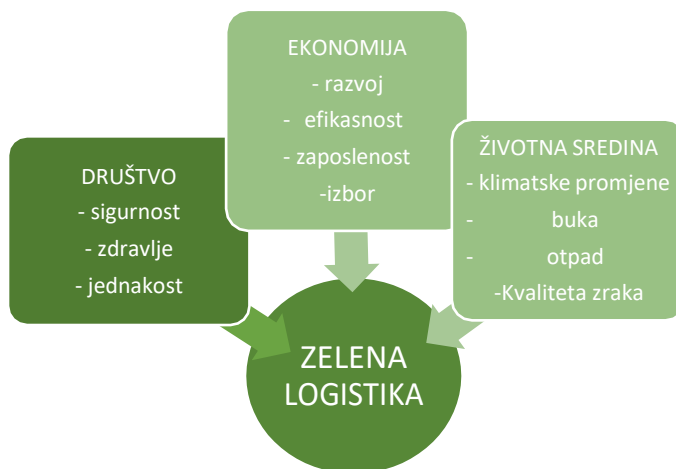 DRUŠTVO
- sigurnost
- zdravlje
- jednakost
EKONOMIJA
- razvoj
- efikasnost
- zaposlenost
-izbor
ŽIVOTNA SREDINA
- klimatske promjene
- buka
- otpad
-Kvaliteta zraka
ZELENA
LOGISTIKA